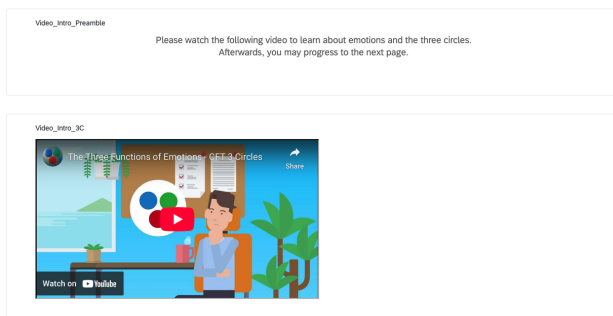 Video_Intro_Preamble
Please watch the following video to learn about emotions and the three circles.
Afterwards, you may progress to the next page.
Video_Intro_3C
The Three Functions of Emotions - CFT 3 Circles
Share
Watch on YouTube